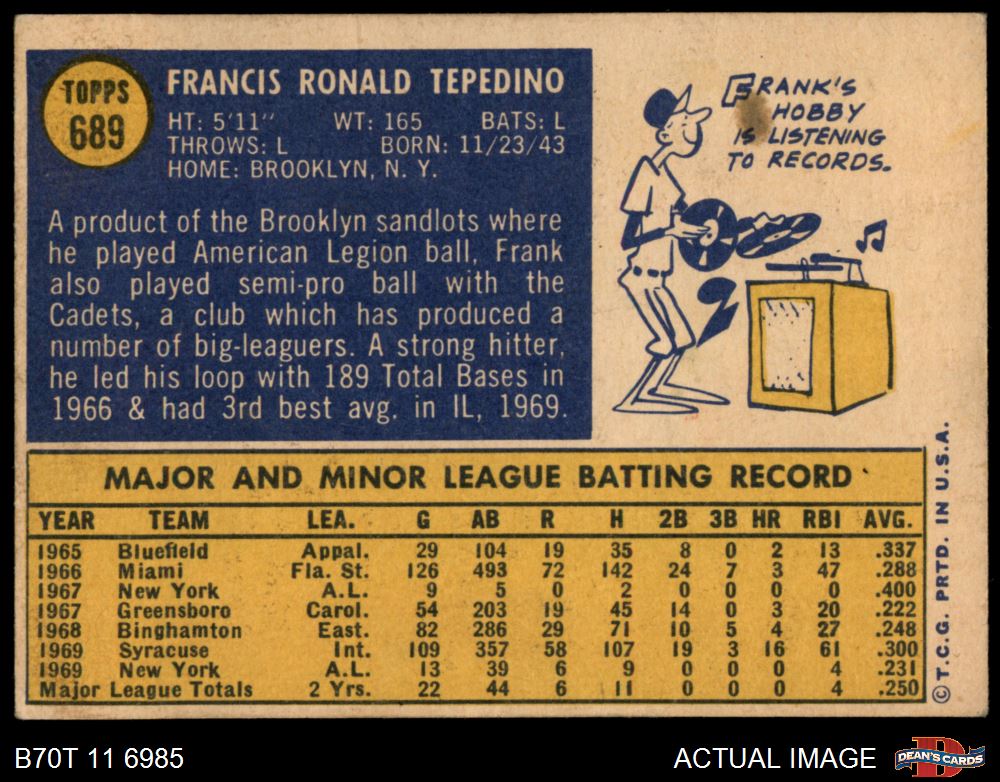 TOPPS
689
FRANCIS RONALD TEPEDINO
HT: 5'11" WT: 165 BATS: L
THROWS: L BORN: 11/23/43
HOME: BROOKLYN, N. Y.
A product of the Brooklyn sandlots where
he played American Legion ball, Frank
also played semi-pro ball with the
Cadets, a club which has produced a
number of big-leaguers. A strong hitter,
he led his loop with 189 Total Bases in
1966 & had 3rd best avg. in IL, 1969.
FRANK'S
HOBBY
IS LISTENING
TO RECORDS.
MAJOR AND MINOR LEAGUE BATTING RECORD
YEAR TEAM LEA. G AB R H 2B 3B HR RBI AVG.
1965 Bluefield Appal. 29 104 19 35 8 0 2 13 .337
1966 Miami Fla. St. 126 493 72 142 24 7 3 47 .288
1967 New York A.L. 9 5 0 2 0 0 0 0 .400
1967 Greensboro Carol. 54 203 19 45 14 0 3 20 .222
1968 Binghamton East. 82 286 29 71 10 5 4 27 .248
1969 Syracuse Int. 109 357 58 107 19 3 16 61 .300
1969 New York A.L. 13 39 6 9 0 0 0 4 .231
Major League Totals 2 Yrs. 22 44 6 11 0 0 0 4 .250
© T.C.G. PRTD. IN U.S.A.
B70T 11 6985
ACTUAL IMAGE
D
DEAN'S CARDS